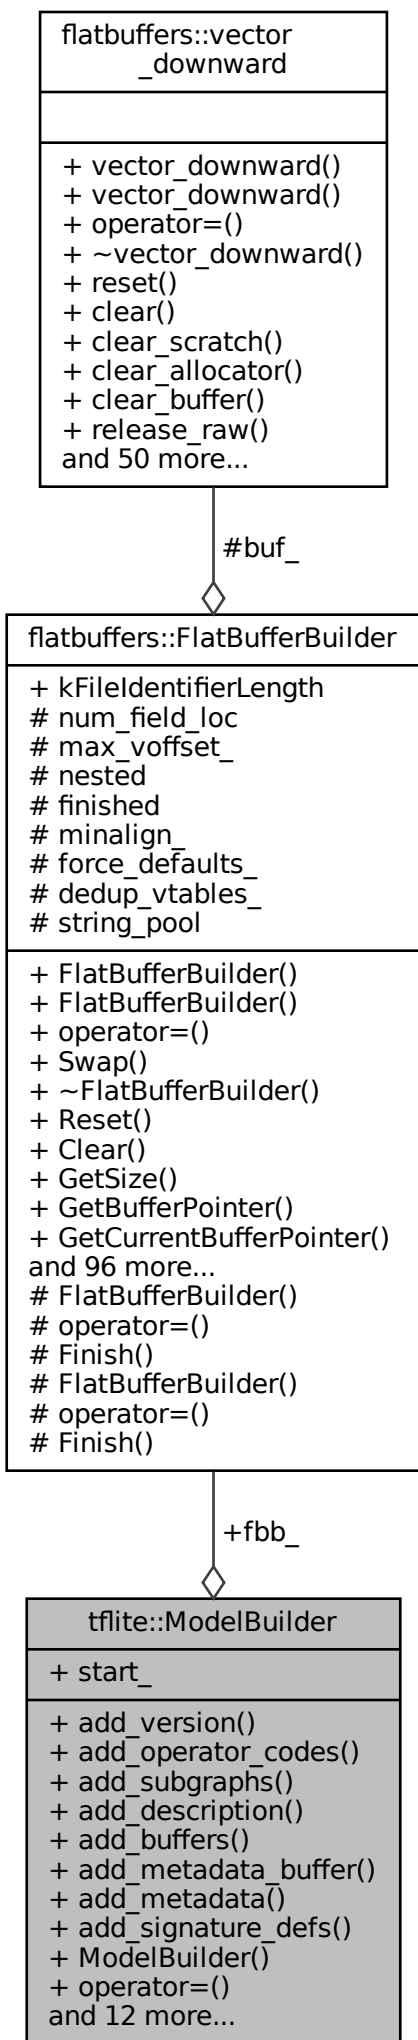 flatbuffers::vector
_downward
+ vector_downward()
+ vector_downward()
+ operator=()
+ ~vector_downward()
+ reset()
+ clear()
+ clear_scratch()
+ clear_allocator()
+ clear_buffer()
+ release_raw()
and 50 more...
#buf_
flatbuffers::FlatBufferBuilder
+ kFileIdentifierLength
# num_field_loc
# max_voffset_
# nested
# finished
# minalign_
# force_defaults_
# dedup_vtables_
# string_pool
+ FlatBufferBuilder()
+ FlatBufferBuilder()
+ operator=()
+ Swap()
+ ~FlatBufferBuilder()
+ Reset()
+ Clear()
+ GetSize()
+ GetBufferPointer()
+ GetCurrentBufferPointer()
and 96 more...
# FlatBufferBuilder()
# operator=()
# Finish()
# FlatBufferBuilder()
# operator=()
# Finish()
+fbb_
tflite::ModelBuilder
+ start_
+ add_version()
+ add_operator_codes()
+ add_subgraphs()
+ add_description()
+ add_buffers()
+ add_metadata_buffer()
+ add_metadata()
+ add_signature_defs()
+ ModelBuilder()
+ operator=()
and 12 more...